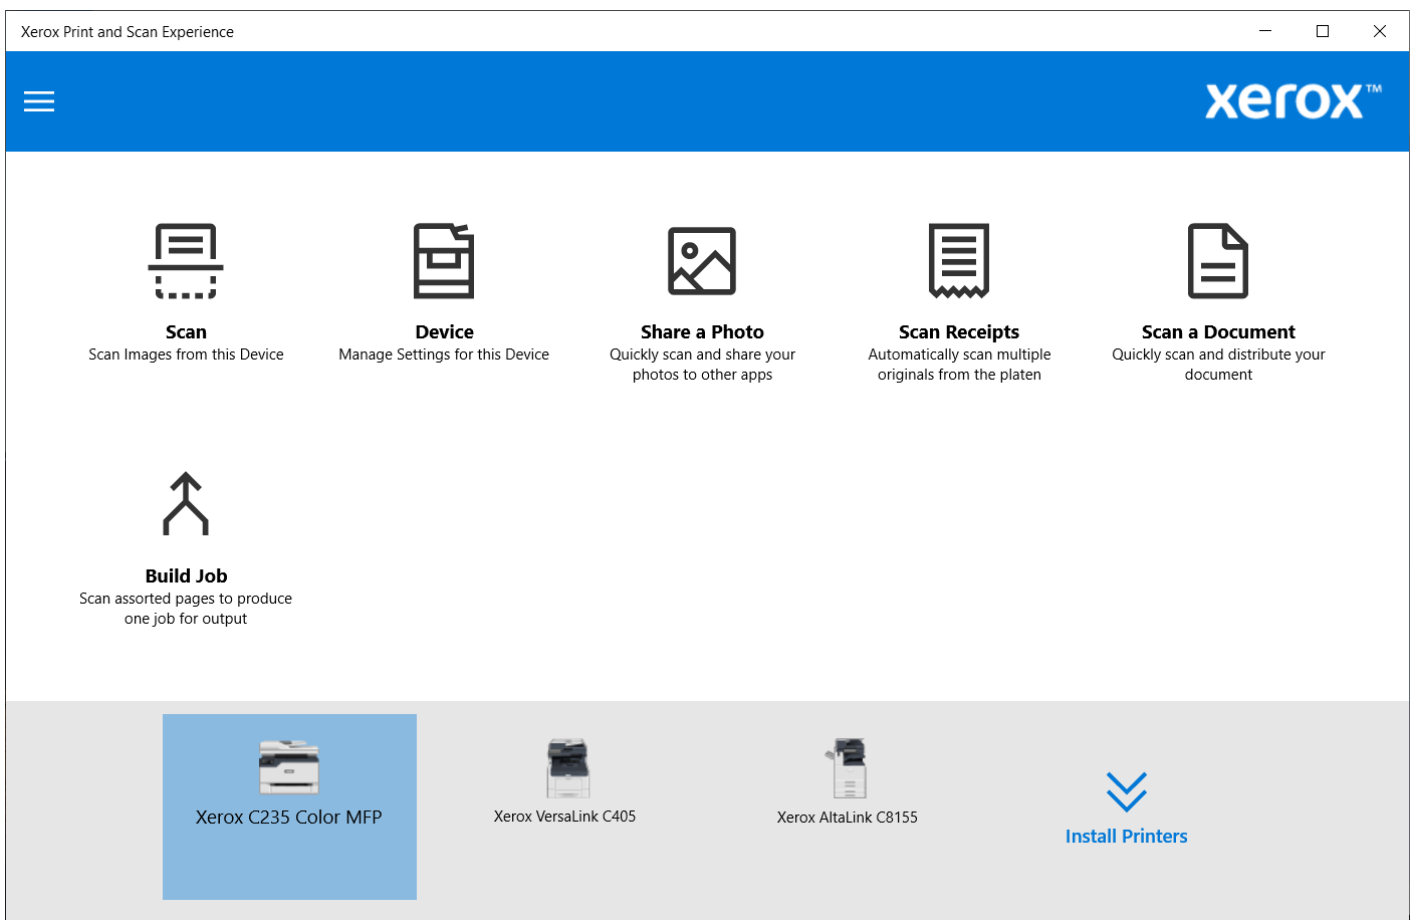 Xerox Print and Scan Experience
xerox™
Scan
Scan Images from this Device
Device
Manage Settings for this Device
Share a Photo
Quickly scan and share your
photos to other apps
Scan Receipts
Automatically scan multiple
originals from the platen
Scan a Document
Quickly scan and distribute your
document
Build Job
Scan assorted pages to produce
one job for output
Xerox C235 Color MFP
Xerox VersaLink C405
Xerox AltaLink C8155
Install Printers